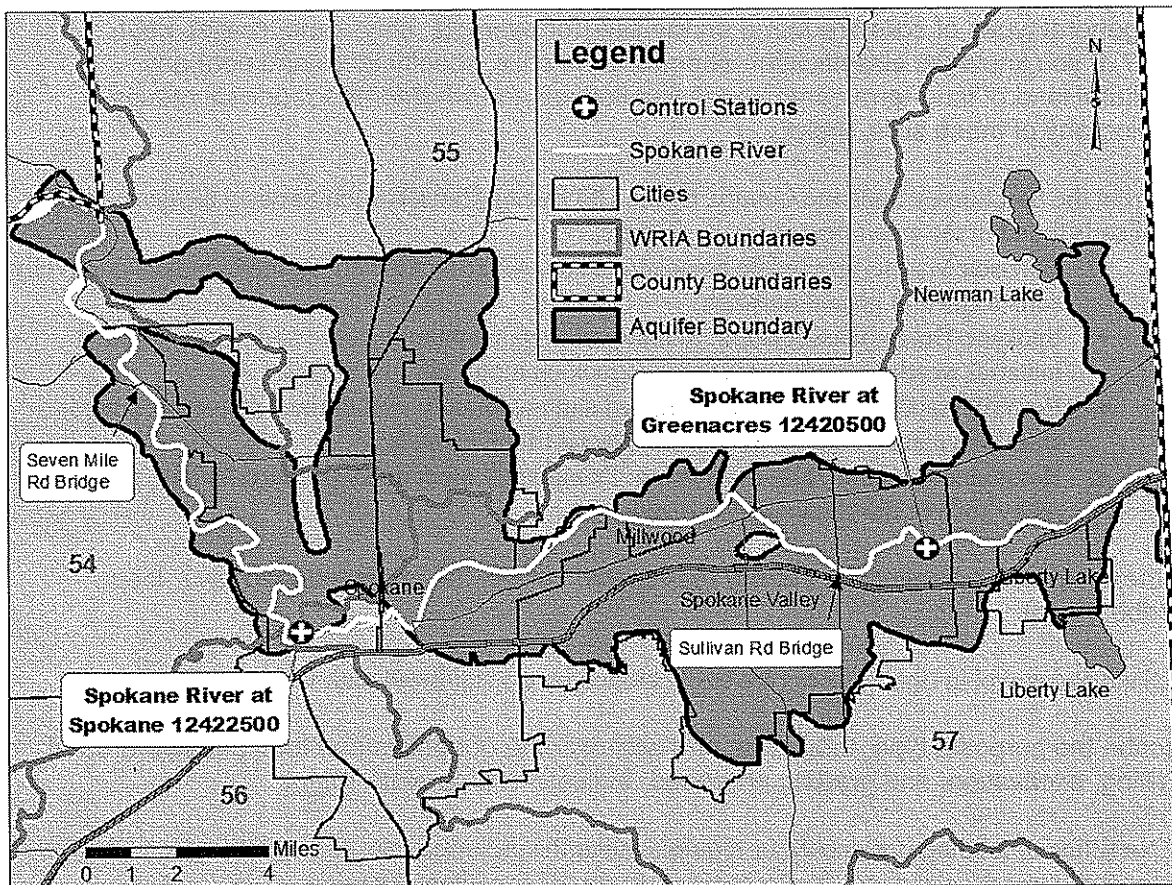 Legend
Control Stations
Spokane River
Cities
WRIA Boundaries
County Boundaries
Aquifer Boundary
N
55
Newman Lake
Spokane River at
Greenacres 12420500
Seven Mile
Rd Bridge
Millwood
54
Spokane
Spokane Valley
Liberty Lake
Sullivan Rd Bridge
Liberty Lake
Spokane River at
Spokane 12422500
57
56
Miles
0 1 2 4